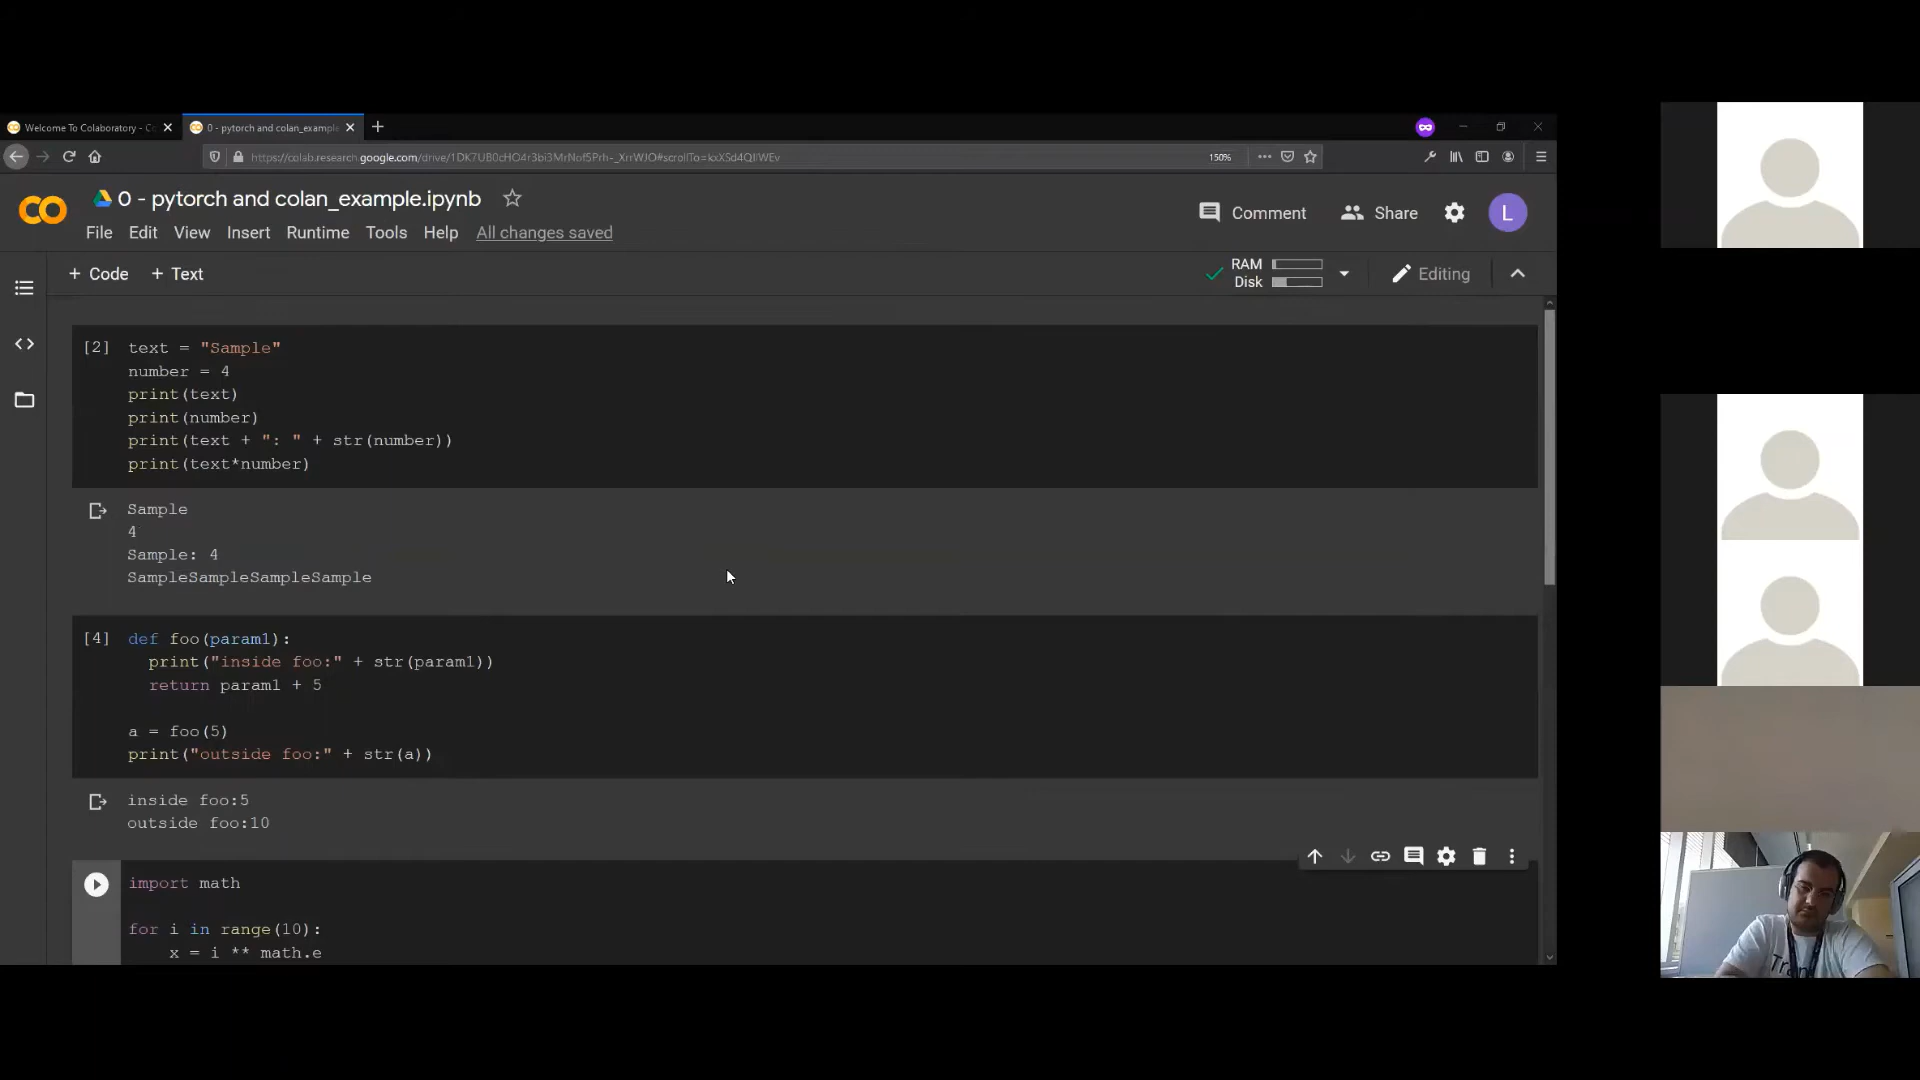 Welcome To Colaboratory - C
0 - pytorch and colan_example
150%
0 - pytorch and colan_example.ipynb
Comment
Share
L
File Edit View Insert Runtime Tools Help All changes saved
+ Code + Text
RAM
Disk
Editing
[2] text = "Sample"
number = 4
print(text)
print(number)
print(text + ": " + str(number))
print(text*number)
Sample
4
Sample: 4
SampleSampleSampleSample
[4] def foo(param1):
print("inside foo:" + str(param1))
return param1 + 5
a = foo(5)
print("outside foo:" + str(a))
inside foo:5
outside foo:10
import math
for i in range(10):
x = i ** math.e